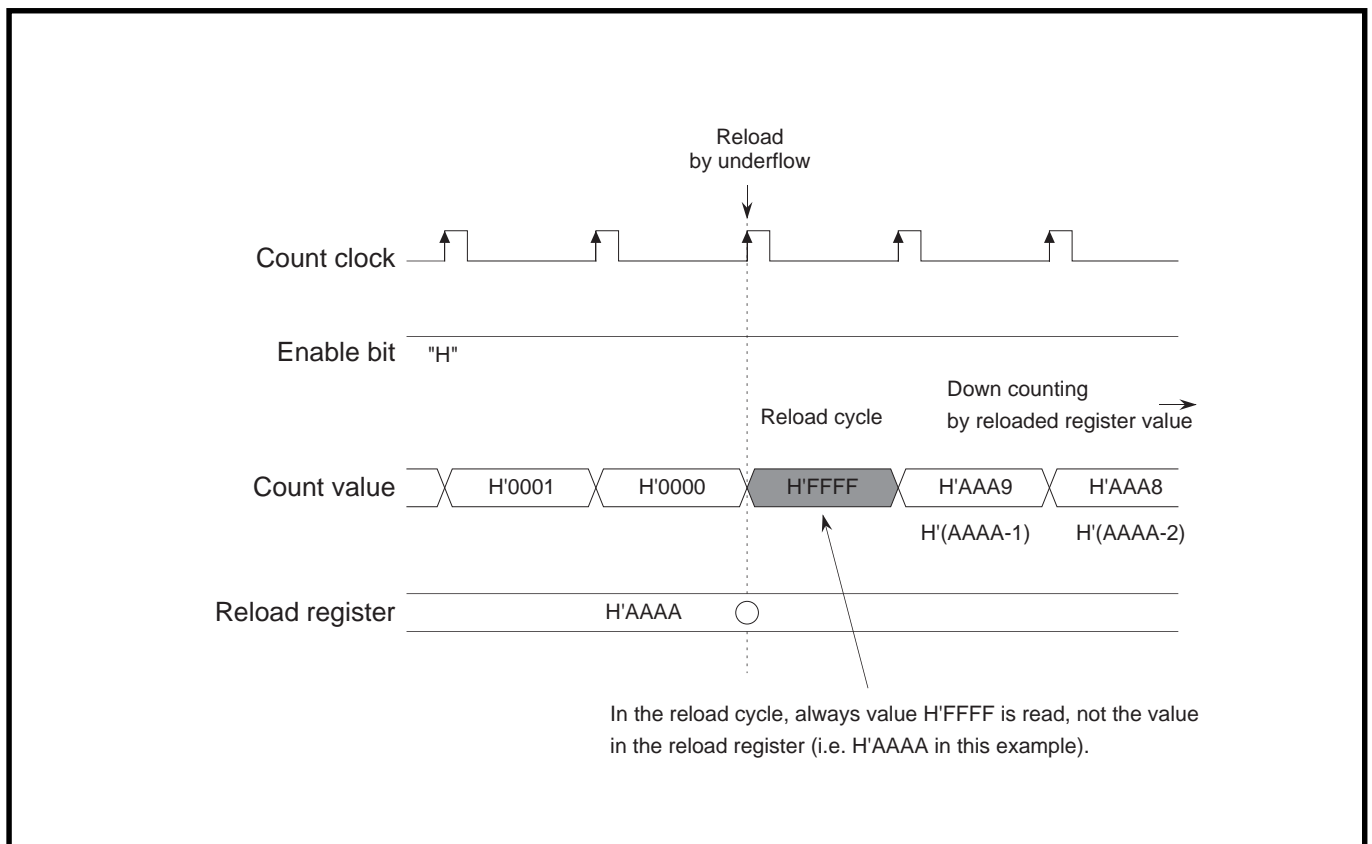 Reload
by underflow
Count clock
Enable bit "H"
Down counting
Reload cycle
by reloaded register value
Count value H'0001 H'0000 H'FFFF H'AAA9 H'AAA8
H'(AAAA-1) H'(AAAA-2)
Reload register H'AAAA
In the reload cycle, always value H'FFFF is read, not the value
in the reload register (i.e. H'AAAA in this example).